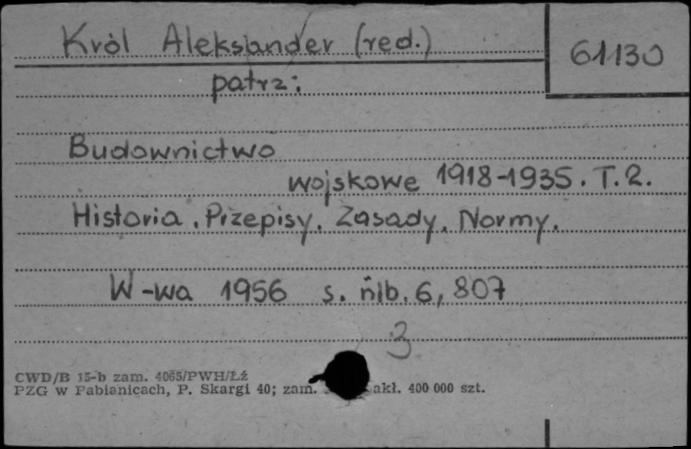 Król Aleksander (red.)
61130
patrz:
Budownictwo
wojskowe 1918-1935. T. 2.
Historia. Przepisy. Zasady. Normy.
W-wa 1956 s. nlb. 6, 807
3
CWD/B 15-b zam. 4065/PWH/Łź
PZG w Pabianicach, P. Skargi 40; zam. akł. 400 000 szt.